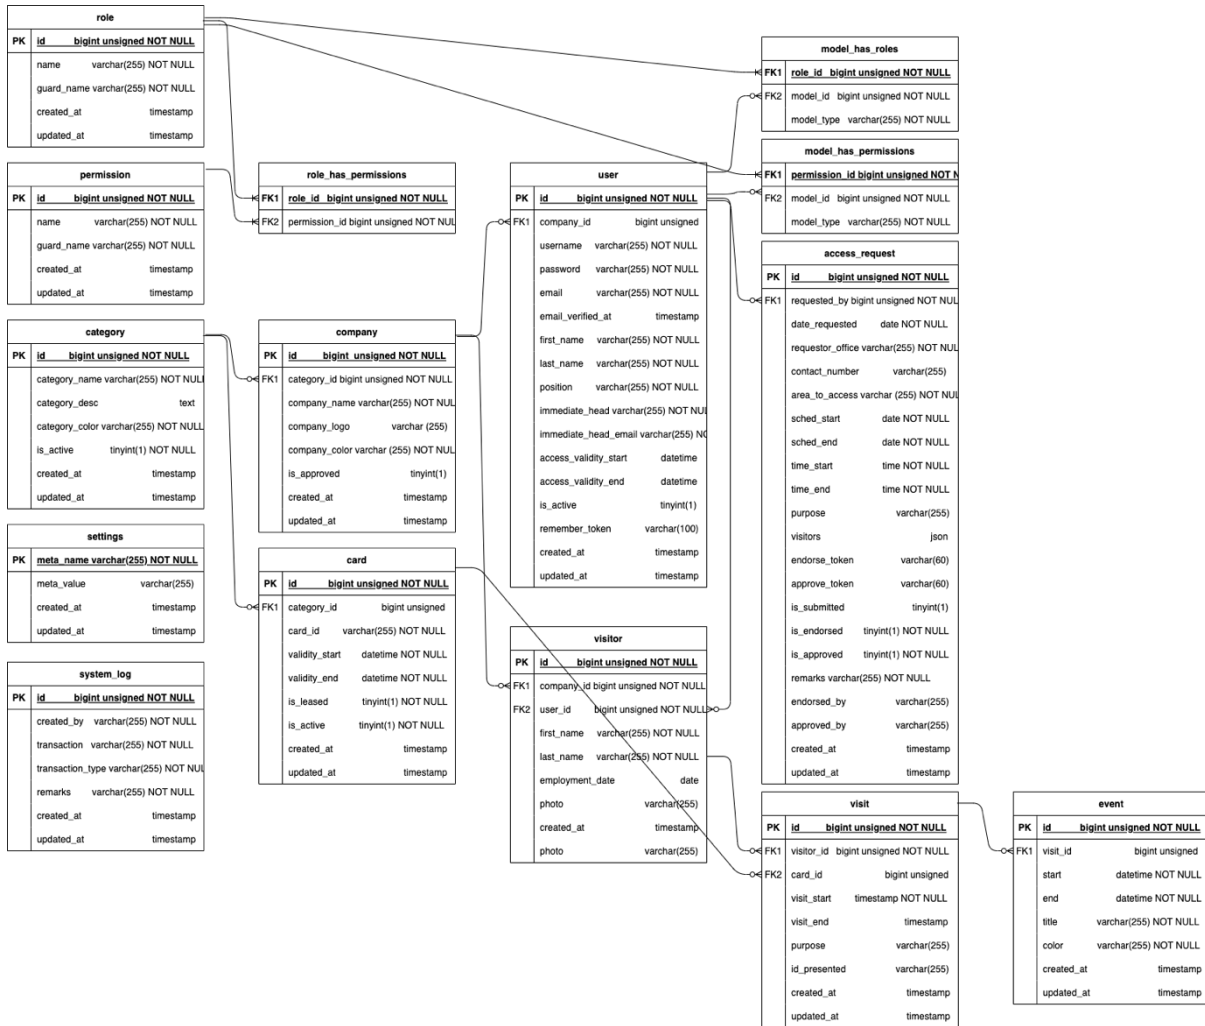 role
PK id bigint unsigned NOT NULL
name varchar(255) NOT NULL
guard_name varchar(255) NOT NULL
created_at timestamp
updated_at timestamp
permission
PK id bigint unsigned NOT NULL
name varchar(255) NOT NULL
guard_name varchar(255) NOT NULL
created_at timestamp
updated_at timestamp
category
PK id bigint unsigned NOT NULL
category_name varchar(255) NOT NULL
category_desc text
category_color varchar(255) NOT NULL
is_active tinyint(1) NOT NULL
created_at timestamp
updated_at timestamp
settings
PK meta_name varchar(255) NOT NULL
meta_value varchar(255)
created_at timestamp
updated_at timestamp
system_log
PK id bigint unsigned NOT NULL
created_by varchar(255) NOT NULL
transaction varchar(255) NOT NULL
transaction_type varchar(255) NOT NUL
remarks varchar(255) NOT NULL
created_at timestamp
updated_at timestamp
role_has_permissions
FK1 role_id bigint unsigned NOT NULL
FK2 permission_id bigint unsigned NOT NUL
company
PK id bigint unsigned NOT NULL
FK1 category_id bigint unsigned NOT NULL
company_name varchar(255) NOT NUL
company_logo varchar (255)
company_color varchar (255) NOT NUL
is_approved tinyint(1)
created_at timestamp
updated_at timestamp
card
PK id bigint unsigned NOT NULL
FK1 category_id bigint unsigned
card_id varchar(255) NOT NULL
validity_start datetime NOT NULL
validity_end datetime NOT NULL
is_leased tinyint(1) NOT NULL
is_active tinyint(1) NOT NULL
created_at timestamp
updated_at timestamp
user
PK id bigint unsigned NOT NULL
FK1 company_id bigint unsigned
username varchar(255) NOT NULL
password varchar(255) NOT NULL
email varchar(255) NOT NULL
email_verified_at timestamp
first_name varchar(255) NOT NULL
last_name varchar(255) NOT NULL
position varchar(255) NOT NULL
immediate_head varchar(255) NOT NUL
immediate_head_email varchar(255) NO
access_validity_start datetime
access_validity_end datetime
is_active tinyint(1)
remember_token varchar(100)
created_at timestamp
updated_at timestamp
visitor
PK id bigint unsigned NOT NULL
FK1 company_id bigint unsigned NOT NULL
FK2 user_id bigint unsigned NOT NULL
first_name varchar(255) NOT NULL
last_name varchar(255) NOT NULL
employment_date date
photo varchar(255)
created_at timestamp
photo varchar(255)
model_has_roles
FK1 role_id bigint unsigned NOT NULL
FK2 model_id bigint unsigned NOT NULL
model_type varchar(255) NOT NULL
model_has_permissions
FK1 permission_id bigint unsigned NOT N
FK2 model_id bigint unsigned NOT NULL
model_type varchar(255) NOT NULL
access_request
PK id bigint unsigned NOT NULL
FK1 requested_by bigint unsigned NOT NUL
date_requested date NOT NULL
requestor_office varchar(255) NOT NUL
contact_number varchar(255)
area_to_access varchar (255) NOT NUL
sched_start date NOT NULL
sched_end date NOT NULL
time_start time NOT NULL
time_end time NOT NULL
purpose varchar(255)
visitors json
endorse_token varchar(60)
approve_token varchar(60)
is_submitted tinyint(1)
is_endorsed tinyint(1) NOT NULL
is_approved tinyint(1) NOT NULL
remarks varchar(255) NOT NULL
endorsed_by varchar(255)
approved_by varchar(255)
created_at timestamp
updated_at timestamp
visit
PK id bigint unsigned NOT NULL
FK1 visitor_id bigint unsigned NOT NULL
FK2 card_id bigint unsigned
visit_start timestamp NOT NULL
visit_end timestamp
purpose varchar(255)
id_presented varchar(255)
created_at timestamp
updated_at timestamp
event
PK id bigint unsigned NOT NULL
FK1 visit_id bigint unsigned
start datetime NOT NULL
end datetime NOT NULL
title varchar(255) NOT NULL
color varchar(255) NOT NULL
created_at timestamp
updated_at timestamp